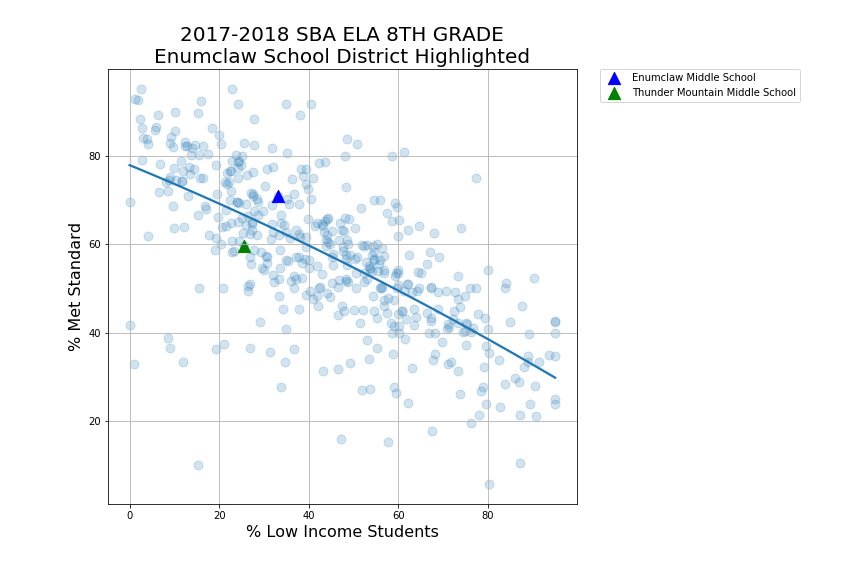 2017-2018 SBA ELA 8TH GRADE
Enumclaw School District Highlighted
Enumclaw Middle School
Thunder Mountain Middle School
% Met Standard
80
60
40
20
0 20 40 60 80
% Low Income Students